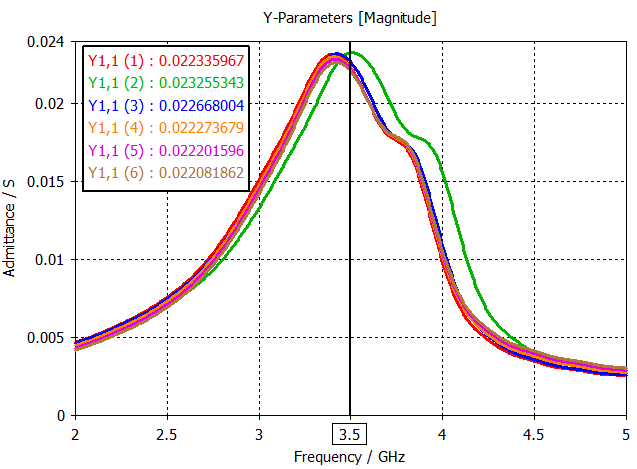 Y-Parameters [Magnitude]
0.024
Y1,1 (1) : 0.022335967
Y1,1 (2) : 0.023255343
Y1,1 (3) : 0.022668004
Y1,1 (4) : 0.022273679
Y1,1 (5) : 0.022201596
Y1,1 (6) : 0.022081862
0.02
0.015
0.01
0.005
0
Admittance / S
2 2.5 3 3.5 4 4.5 5
Frequency / GHz